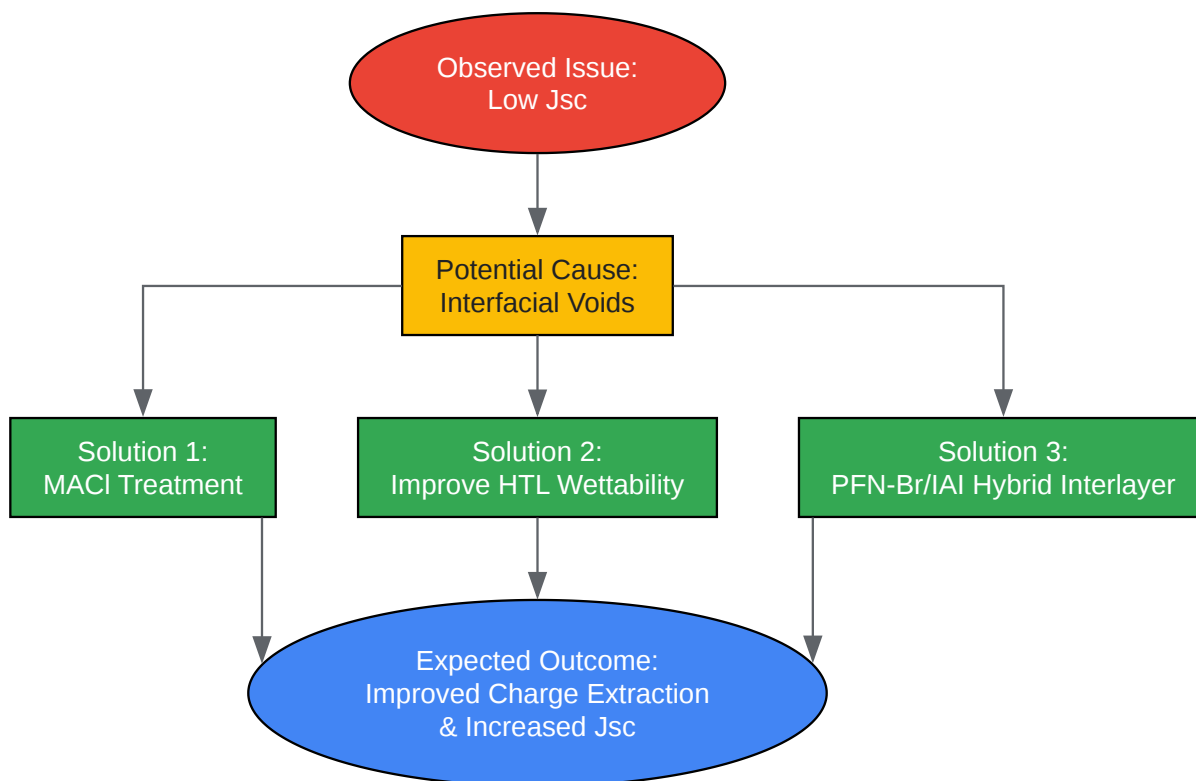 Observed Issue:
Low Jsc
Potential Cause:
Interfacial Voids
Solution 1:
MACl Treatment
Solution 2:
Improve HTL Wettability
Solution 3:
PFN-Br/IAI Hybrid Interlayer
Expected Outcome:
Improved Charge Extraction
& Increased Jsc